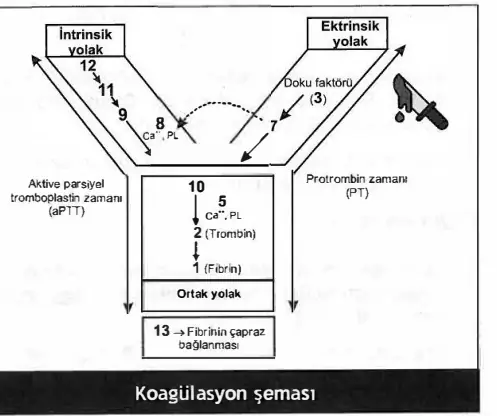 İntrinsik
yolak
Ektrinsik
yolak
12
11
9
8
Ca⁺⁺, PL
Doku faktörü
(3)
7
Aktive parsiyel
tromboplastin zamanı
(aPTT)
Protrombin zamanı
(PT)
10
5
Ca⁺⁺, PL
2 (Trombin)
1 (Fibrin)
Ortak yolak
13 → Fibrinin çapraz
bağlanması
Koagülasyon şeması